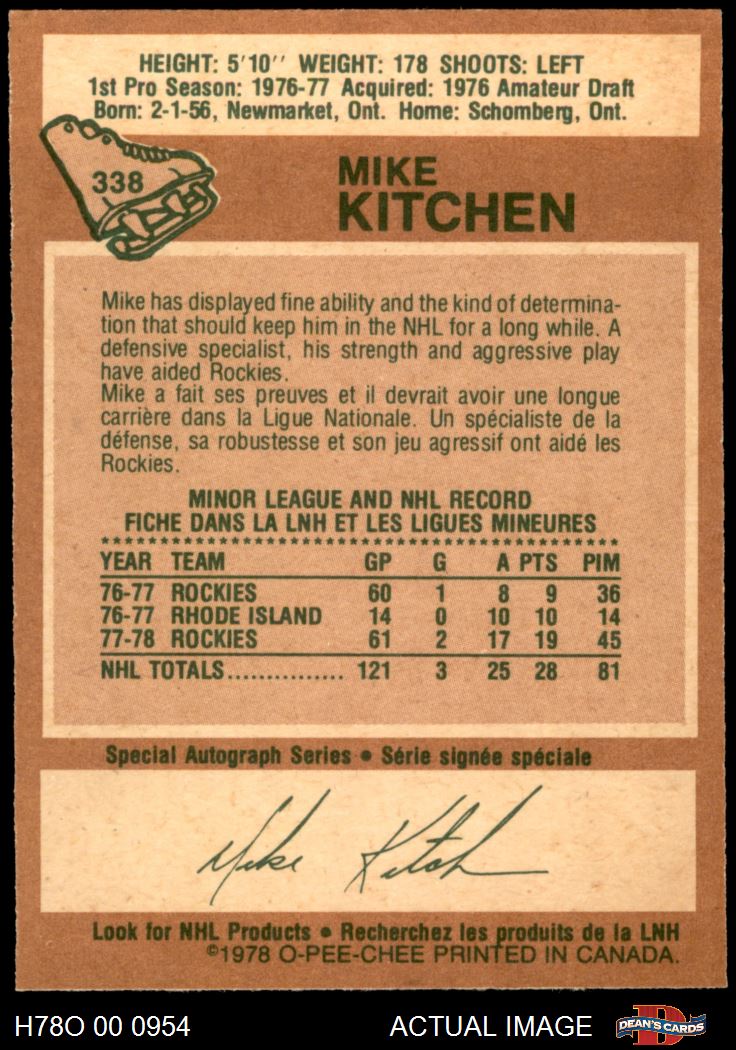 HEIGHT: 5'10'' WEIGHT: 178 SHOOTS: LEFT
1st Pro Season: 1976-77 Acquired: 1976 Amateur Draft
Born: 2-1-56, Newmarket, Ont. Home: Schomberg, Ont.
338
MIKE
KITCHEN
Mike has displayed fine ability and the kind of determina-
tion that should keep him in the NHL for a long while. A
defensive specialist, his strength and aggressive play
have aided Rockies.
Mike a fait ses preuves et il devrait avoir une longue
carrière dans la Ligue Nationale. Un spécialiste de la
défense, sa robustesse et son jeu agressif ont aidé les
Rockies.
MINOR LEAGUE AND NHL RECORD
FICHE DANS LA LNH ET LES LIGUES MINEURES
YEAR TEAM GP G A PTS PIM
76-77 ROCKIES 60 1 8 9 36
76-77 RHODE ISLAND 14 0 10 10 14
77-78 ROCKIES 61 2 17 19 45
NHL TOTALS............... 121 3 25 28 81
Special Autograph Series • Série signée spéciale
Mike Kitch
Look for NHL Products • Recherchez les produits de la LNH
©1978 O-PEE-CHEE PRINTED IN CANADA.
H78O 00 0954 ACTUAL IMAGE D DEAN'S CARDS